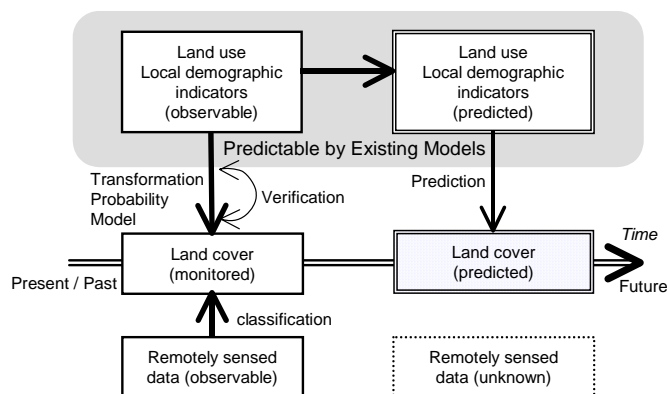 Land use
Local demographic
indicators
(observable)
Land use
Local demographic
indicators
(predicted)
Predictable by Existing Models
Transformation
Probability
Model
Verification
Prediction
Land cover
(monitored)
Land cover
(predicted)
Time
Present / Past
Future
classification
Remotely sensed
data (observable)
Remotely sensed
data (unknown)